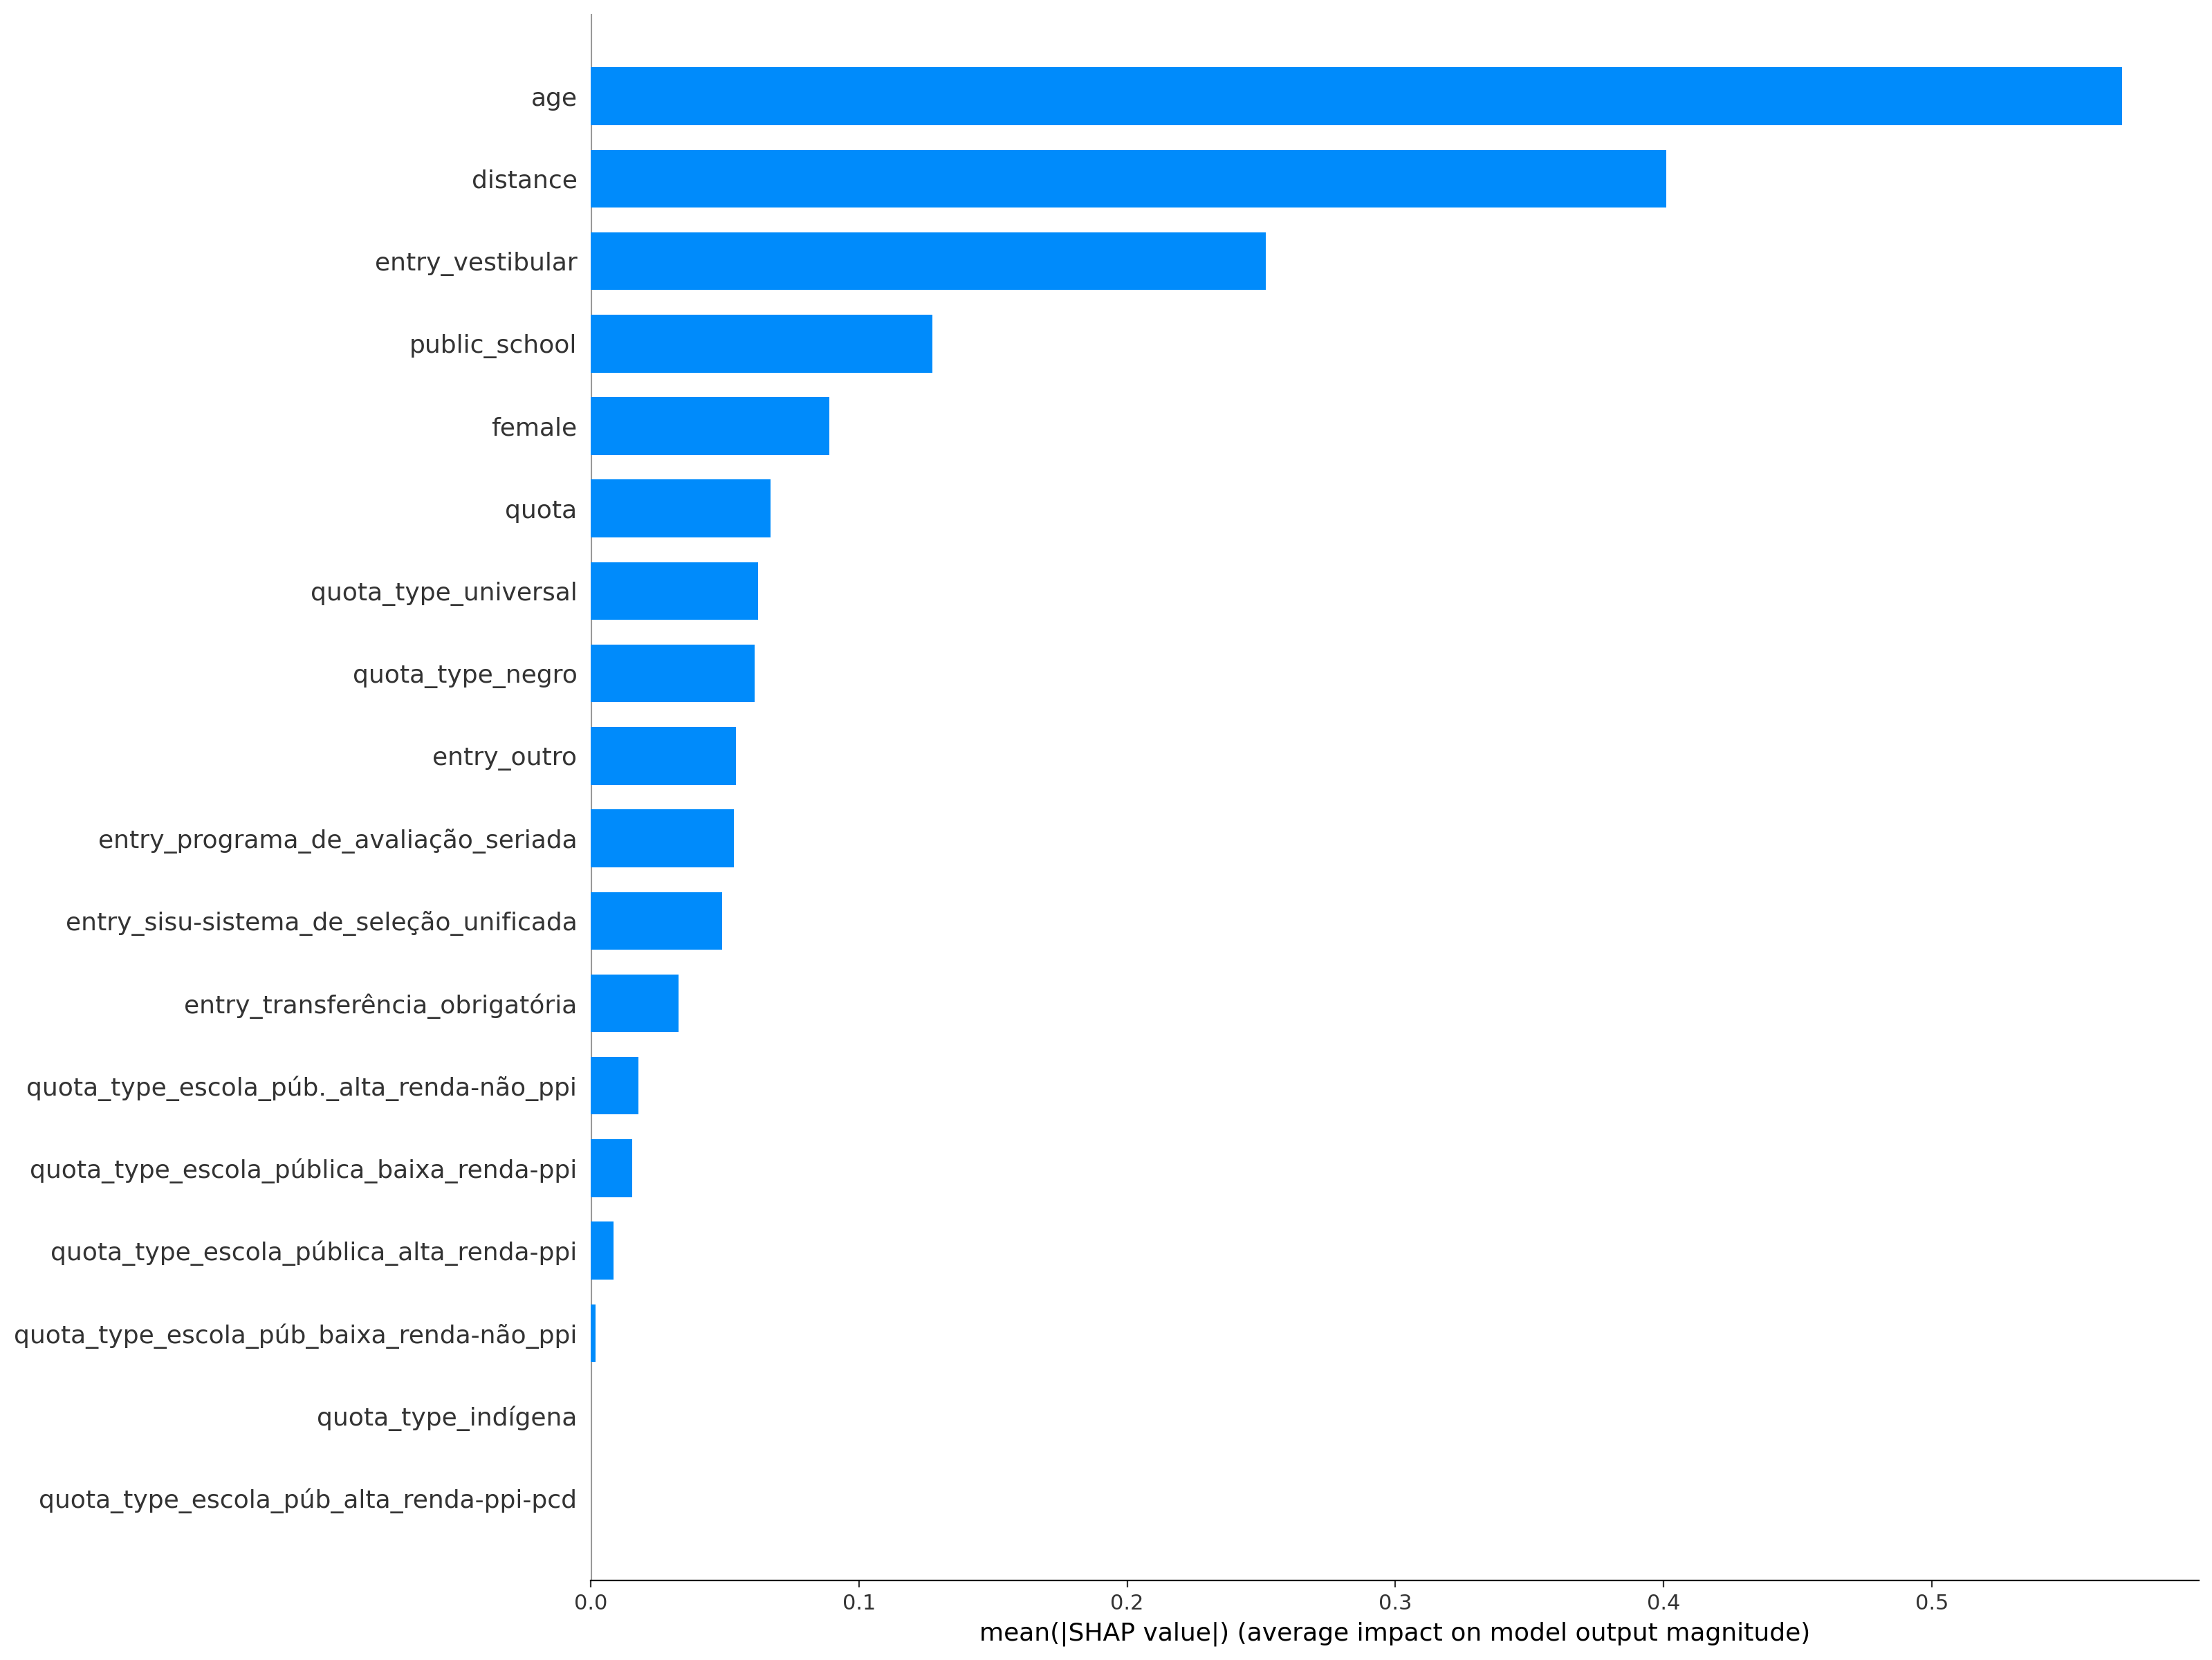 age
distance
entry_vestibular
public_school
female
quota
quota_type_universal
quota_type_negro
entry_outro
entry_programa_de_avaliação_seriada
entry_sisu-sistema_de_seleção_unificada
entry_transferência_obrigatória
quota_type_escola_púb._alta_renda-não_ppi
quota_type_escola_pública_baixa_renda-ppi
quota_type_escola_pública_alta_renda-ppi
quota_type_escola_púb_baixa_renda-não_ppi
quota_type_indígena
quota_type_escola_púb_alta_renda-ppi-pcd
0.0 0.1 0.2 0.3 0.4 0.5
mean(|SHAP value|) (average impact on model output magnitude)